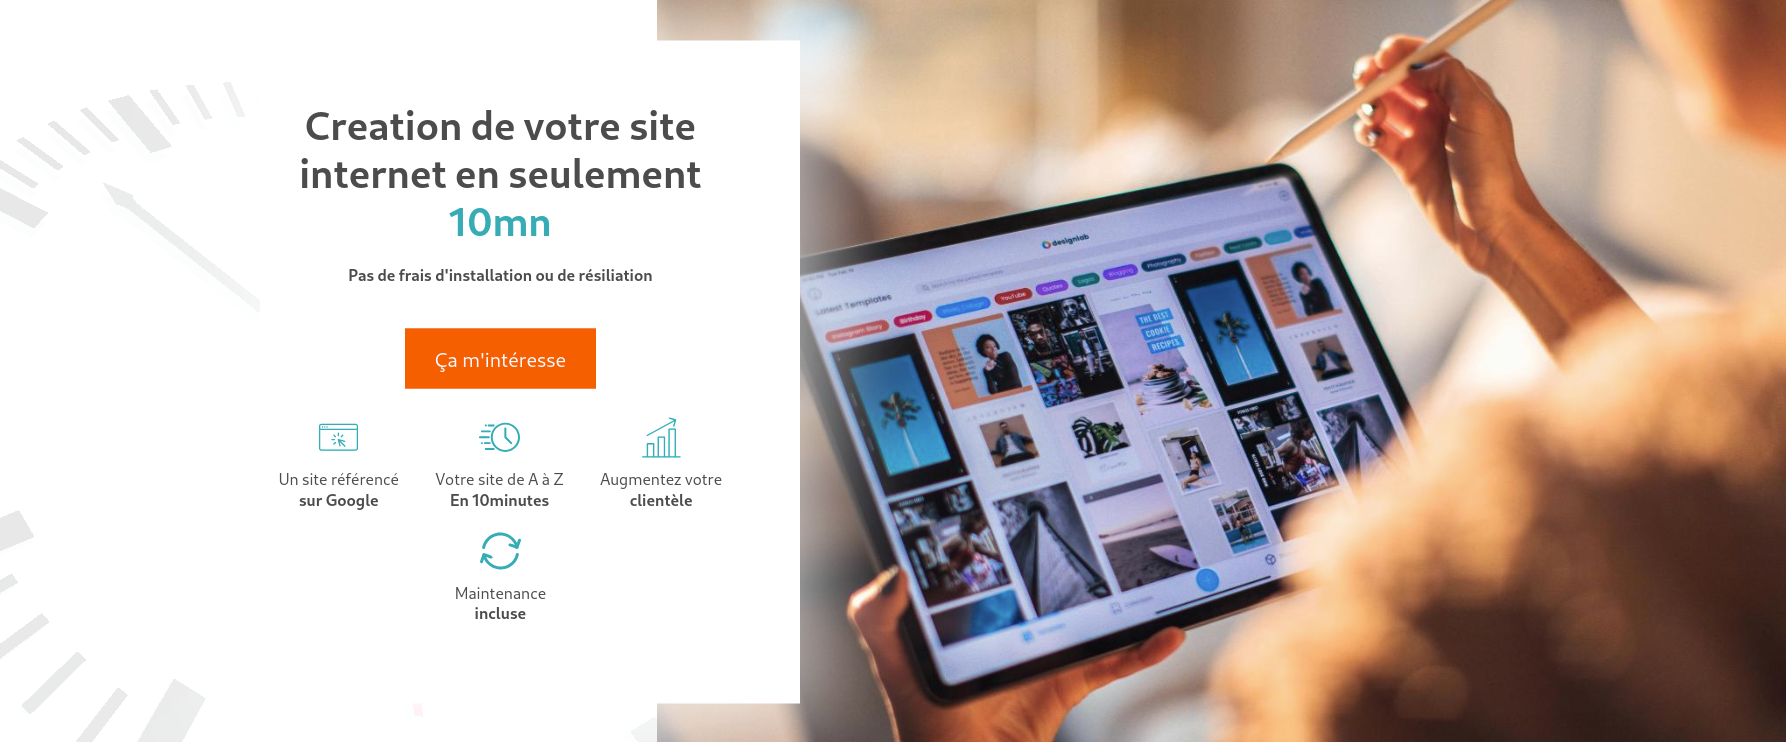 Creation de votre site
internet en seulement
10mn
Pas de frais d'installation ou de résiliation
Ça m'intéresse
Un site référencé
sur Google
Votre site de A à Z
En 10minutes
Augmentez votre
clientèle
Maintenance
incluse
designlab
Latest Templates
Instagram Story
Birthday
YouTube
Quotes
Logos
Blogging
Photography
THE BEST
COOKIE
RECIPES